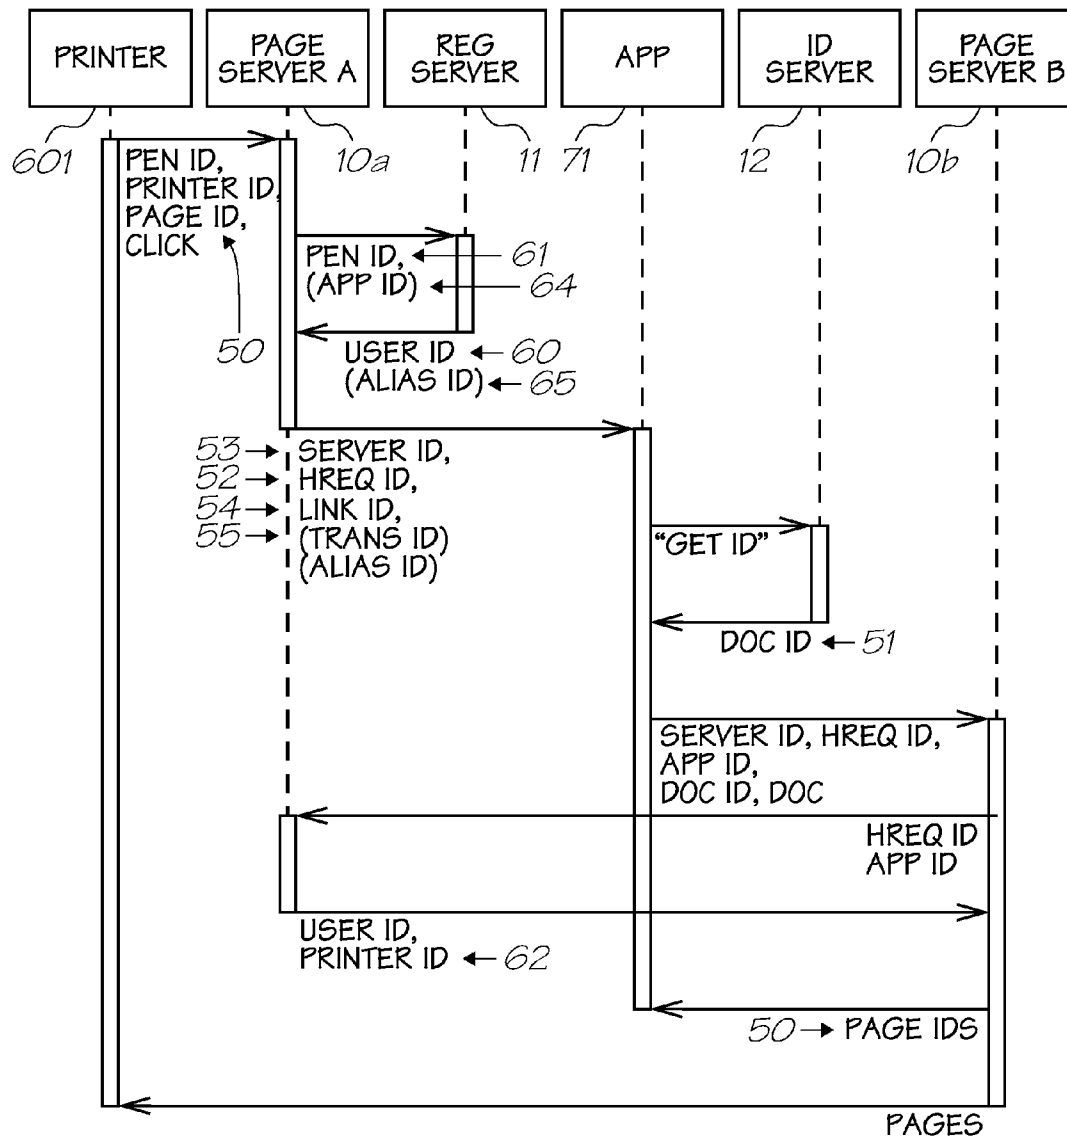 PRINTER
PAGE
SERVER A
REG
SERVER
APP
ID
SERVER
PAGE
SERVER B
601
10a
11
71
12
10b
PEN ID,
PRINTER ID,
PAGE ID,
CLICK
50
PEN ID,
61
(APP ID)
64
USER ID
60
(ALIAS ID)
65
53
SERVER ID,
52
HREQ ID,
54
LINK ID,
55
(TRANS ID)
(ALIAS ID)
“GET ID”
DOC ID
51
SERVER ID, HREQ ID,
APP ID,
DOC ID, DOC
HREQ ID
APP ID
USER ID,
PRINTER ID
62
50
PAGE IDS
PAGES